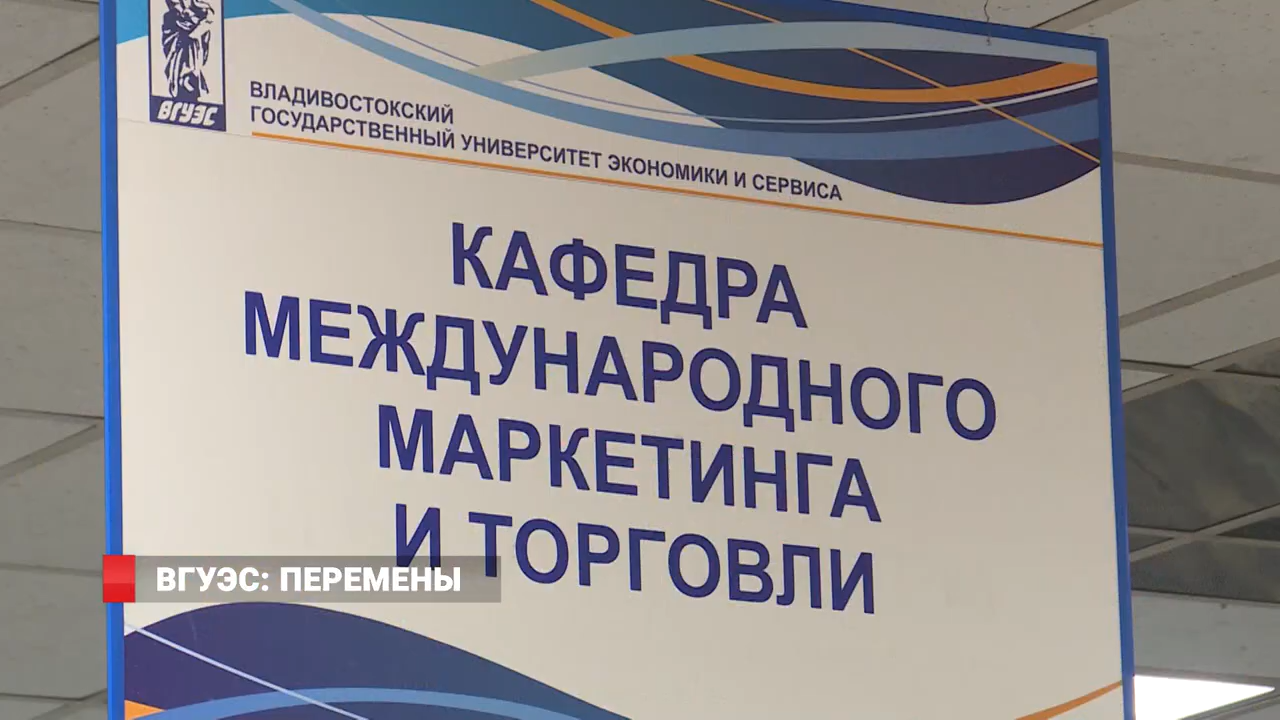 ВГУЭС
ВЛАДИВОСТОКСКИЙ
ГОСУДАРСТВЕННЫЙ УНИВЕРСИТЕТ ЭКОНОМИКИ И СЕРВИСА
КАФЕДРА
МЕЖДУНАРОДНОГО
МАРКЕТИНГА
И ТОРГОВЛИ
ВГУЭС: ПЕРЕМЕНЫ